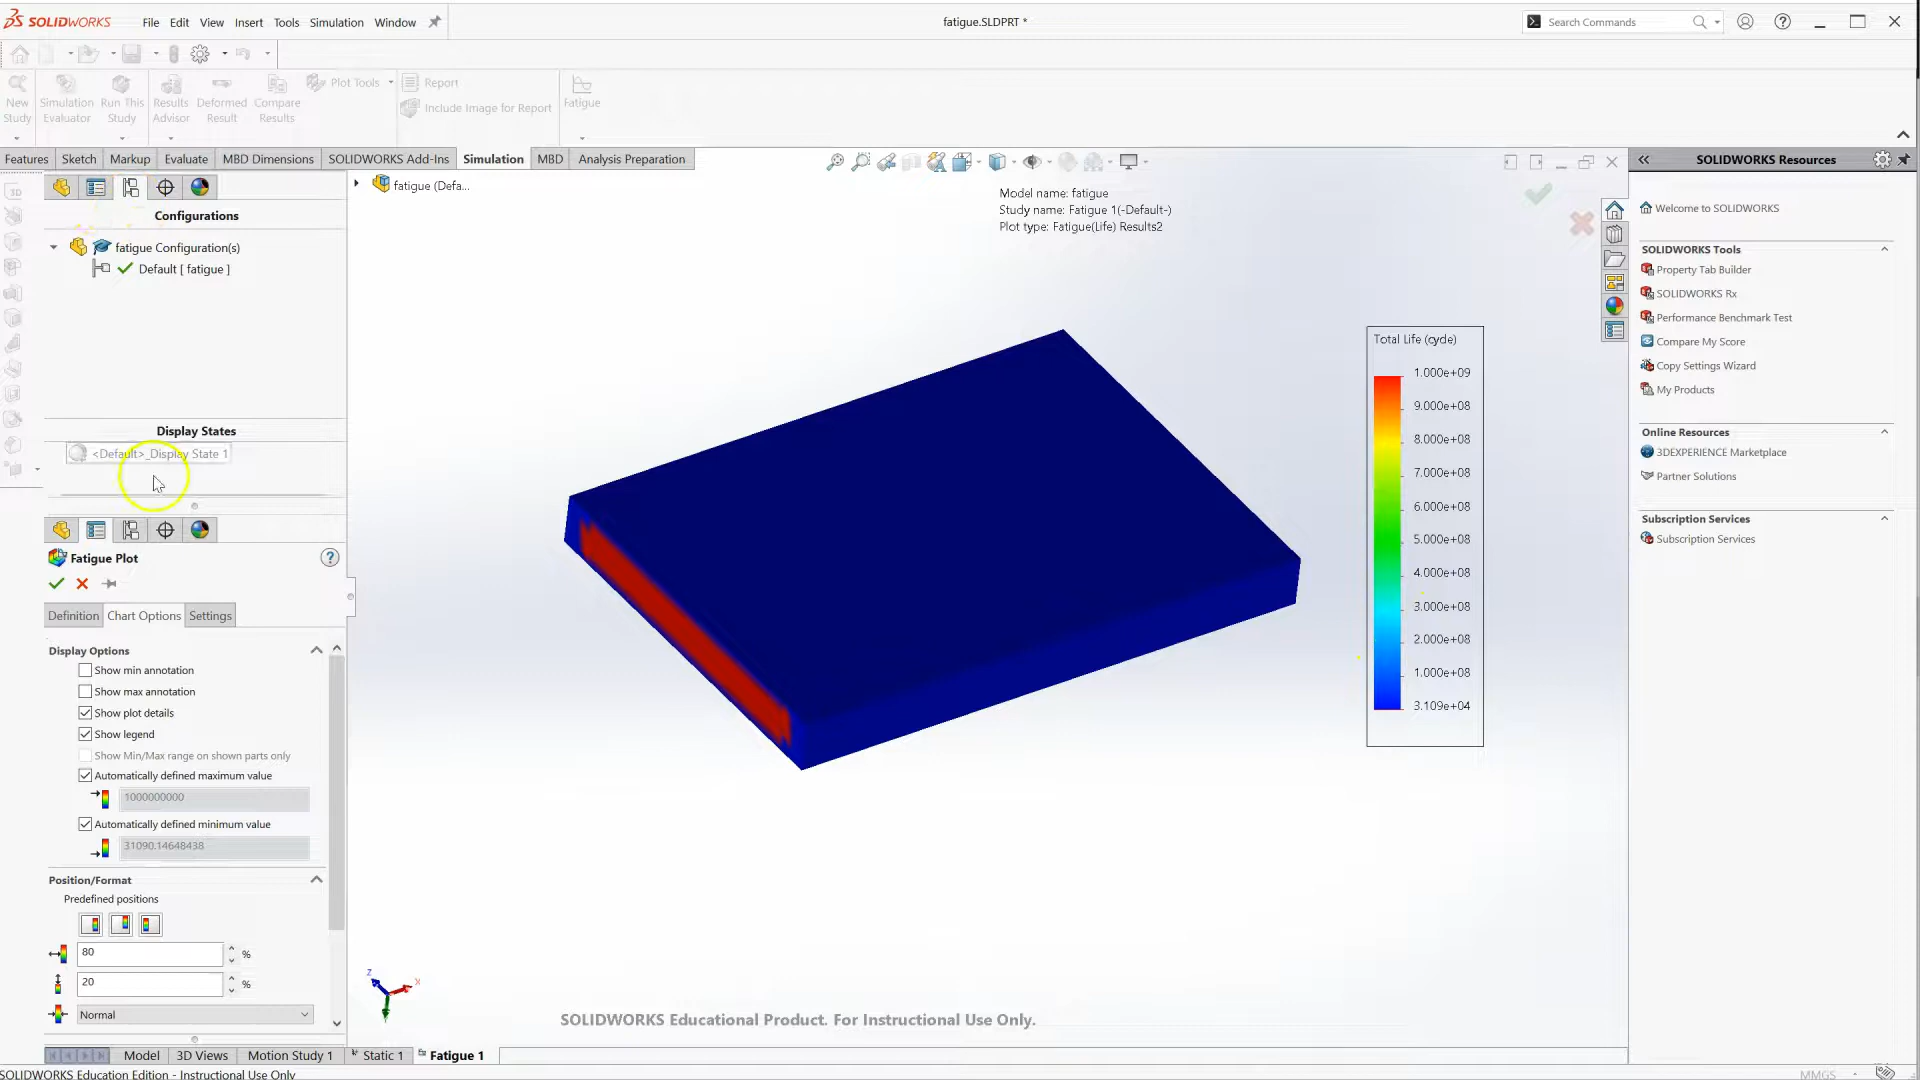 SOLIDWORKS
File Edit View Insert Tools Simulation Window
fatigue.SLDPRT *
Search Commands
New Study
Simulation Evaluator
Run This Study
Results Advisor
Deformed Result
Compare Results
Plot Tools
Report
Include Image for Report
Fatigue
Features Sketch Markup Evaluate MBD Dimensions SOLIDWORKS Add-Ins Simulation MBD Analysis Preparation
Configurations
fatigue Configuration(s)
Default [ fatigue ]
Display States
<Default>_Display State 1
Fatigue Plot
Definition Chart Options Settings
Display Options
Show min annotation
Show max annotation
Show plot details
Show legend
Show Min/Max range on shown parts only
Automatically defined maximum value
1000000000
Automatically defined minimum value
31090.14648438
Position/Format
Predefined positions
80 %
20 %
Normal
fatigue (Defa...
Model name: fatigue
Study name: Fatigue 1(-Default-)
Plot type: Fatigue(Life) Results2
Total Life (cycle)
1.000e+09
9.000e+08
8.000e+08
7.000e+08
6.000e+08
5.000e+08
4.000e+08
3.000e+08
2.000e+08
1.000e+08
3.109e+04
z
x
SOLIDWORKS Educational Product. For Instructional Use Only.
SOLIDWORKS Resources
Welcome to SOLIDWORKS
SOLIDWORKS Tools
Property Tab Builder
SOLIDWORKS Rx
Performance Benchmark Test
Compare My Score
Copy Settings Wizard
My Products
Online Resources
3DEXPERIENCE Marketplace
Partner Solutions
Subscription Services
Subscription Services
Model 3D Views Motion Study 1 Static 1 Fatigue 1
SOLIDWORKS Education Edition - Instructional Use Only
MMGS